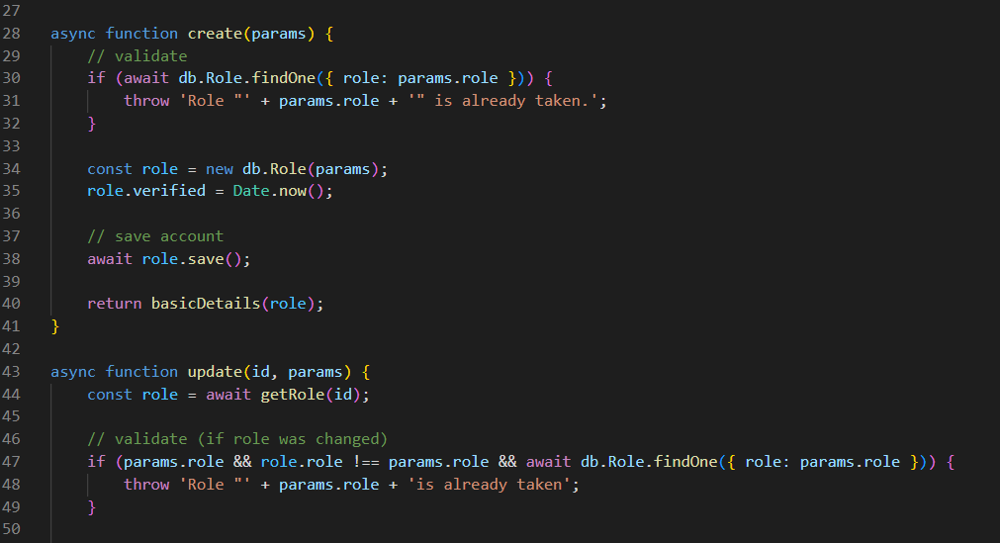 27
28 async function create(params) {
29     // validate
30     if (await db.Role.findOne({ role: params.role })) {
31         throw 'Role "' + params.role + '" is already taken.';
32     }
33
34     const role = new db.Role(params);
35     role.verified = Date.now();
36
37     // save account
38     await role.save();
39
40     return basicDetails(role);
41 }
42
43 async function update(id, params) {
44     const role = await getRole(id);
45
46     // validate (if role was changed)
47     if (params.role && role.role !== params.role && await db.Role.findOne({ role: params.role })) {
48         throw 'Role "' + params.role + 'is already taken';
49     }
50